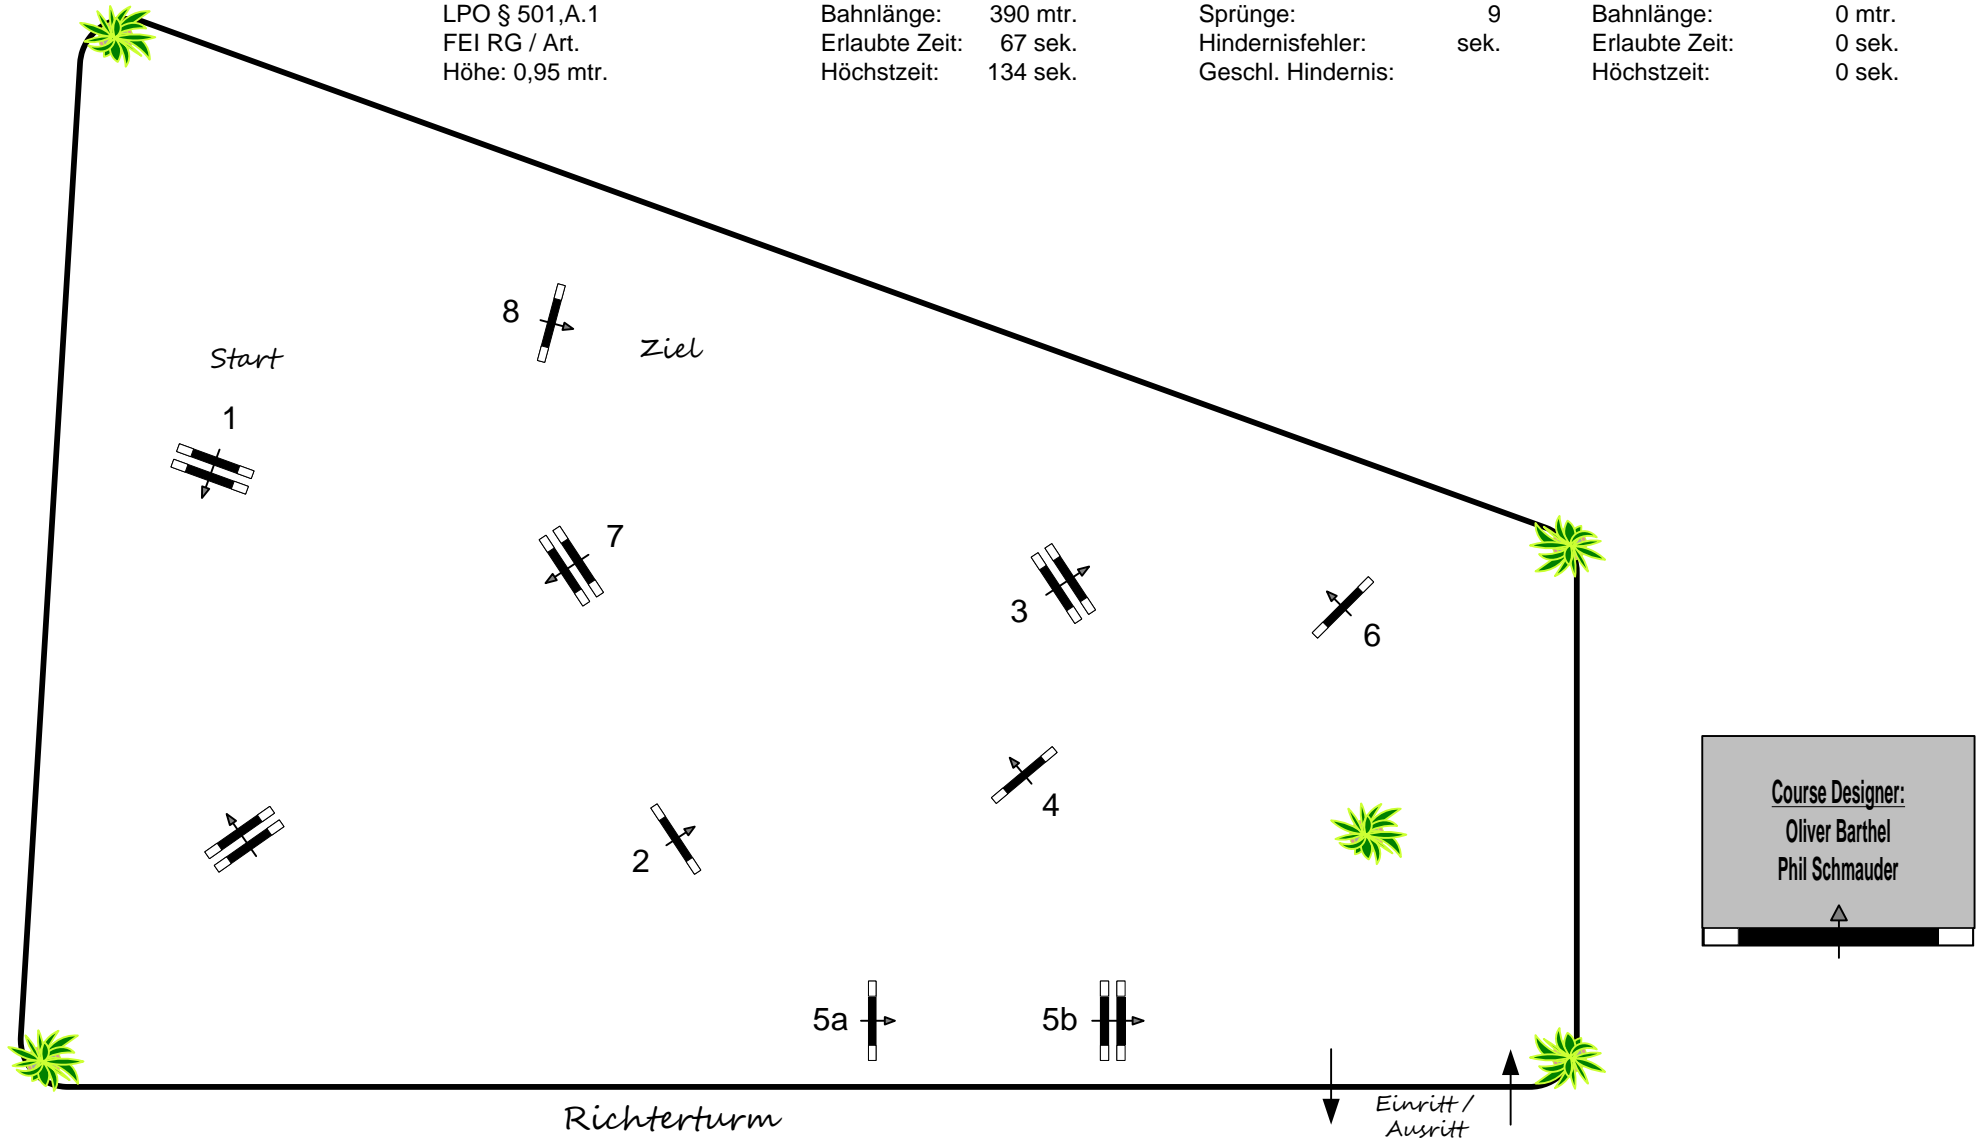 LPO § 501,A.1 Bahnlänge: 390 mtr. Sprünge: 9 Bahnlänge: 0 mtr.
FEI RG / Art. Erlaubte Zeit: 67 sek. Hindernisfehler: sek. Erlaubte Zeit: 0 sek.
Höhe: 0,95 mtr. Höchstzeit: 134 sek. Geschl. Hindernis: Höchstzeit: 0 sek.
8
Ziel
Start
1
7
3
6
4
2
Course Designer:
Oliver Barthel
Phil Schmauder
5a
5b
Richterturm
Einritt /
Ausritt